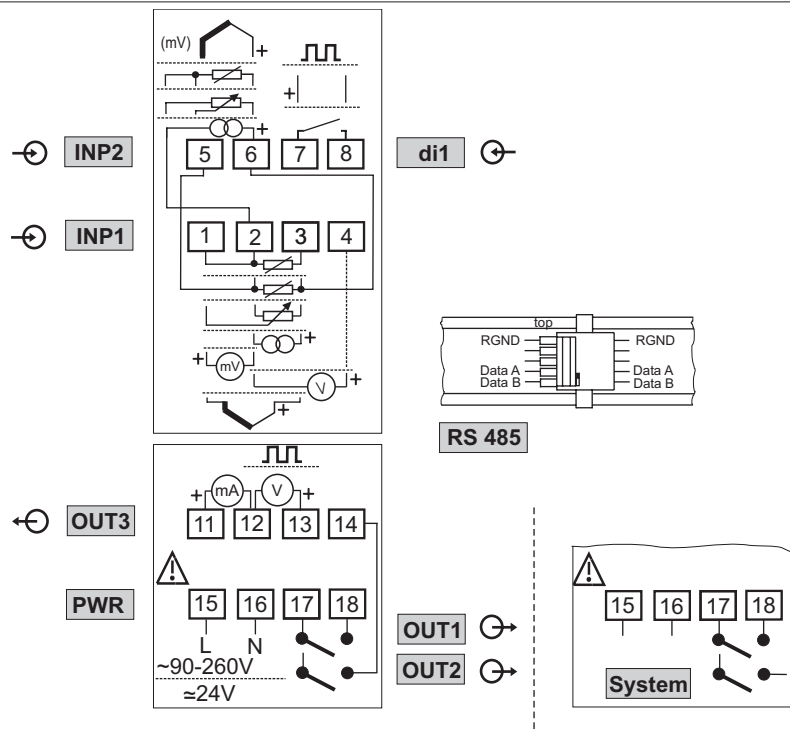 (mV)
+
+
+
INP2
5 6 7 8
di1
INP1
1 2 3 4
+
+ mV
V +
+
top
RGND RGND
Data A Data A
Data B Data B
RS 485
+ mA V +
OUT3
11 12 13 14
PWR
15 16 17 18
L N
~90-260V
≃24V
OUT1
OUT2
15 16 17 18
System